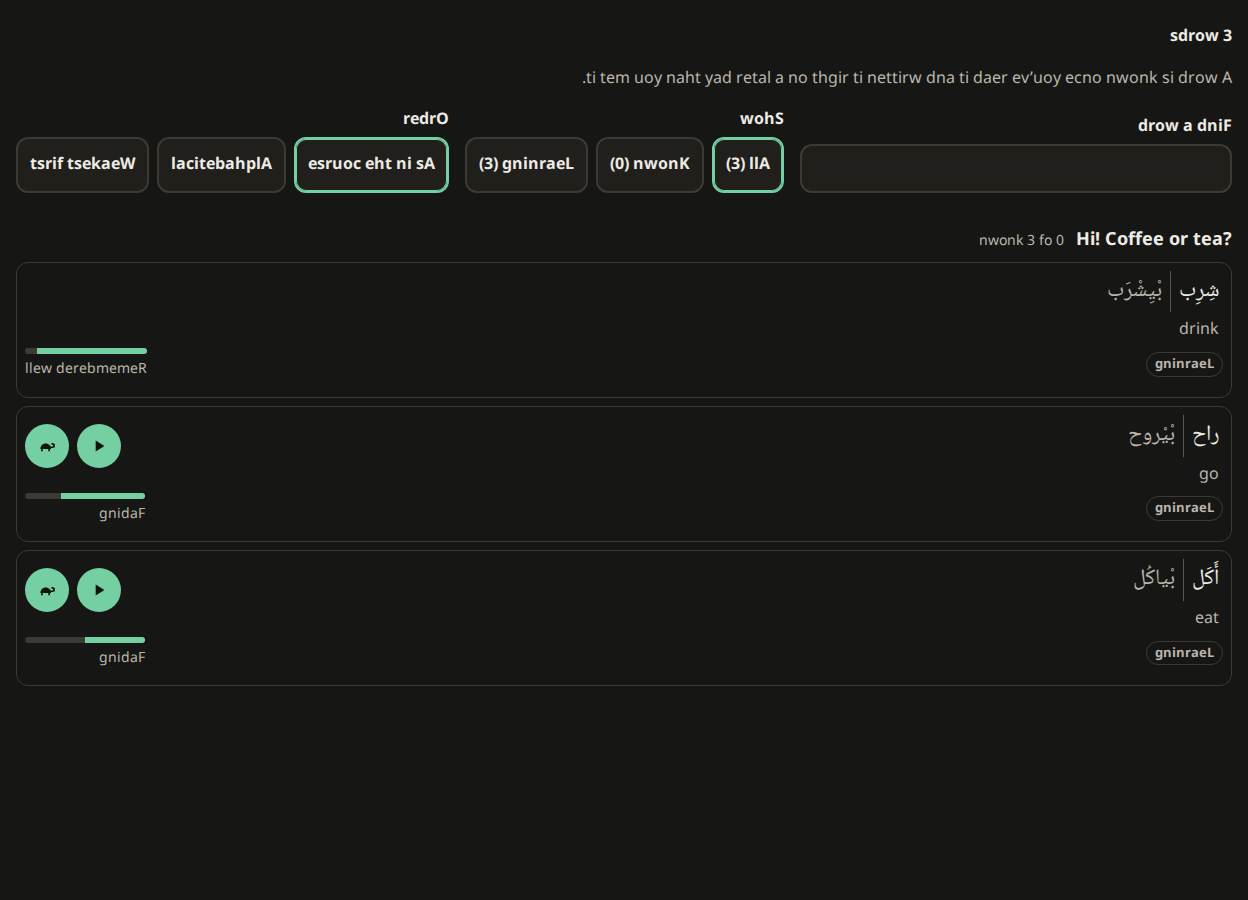 sdrow 3
.ti tem uoy naht yad retal a no thgir ti nettirw dna ti daer ev’uoy ecno nwonk si drow A
drow a dniF
wohS
(3) llA
(0) nwonK
(3) gninraeL
redrO
esruoc eht ni sA
lacitebahplA
tsrif tsekaeW
Hi! Coffee or tea?
nwonk 3 fo 0
شِرِب
بْيِشْرَب
drink
gninraeL
llew derebmemeR
راح
بْيْروح
go
gninraeL
gnidaF
أَكَل
بْياكُل
eat
gninraeL
gnidaF